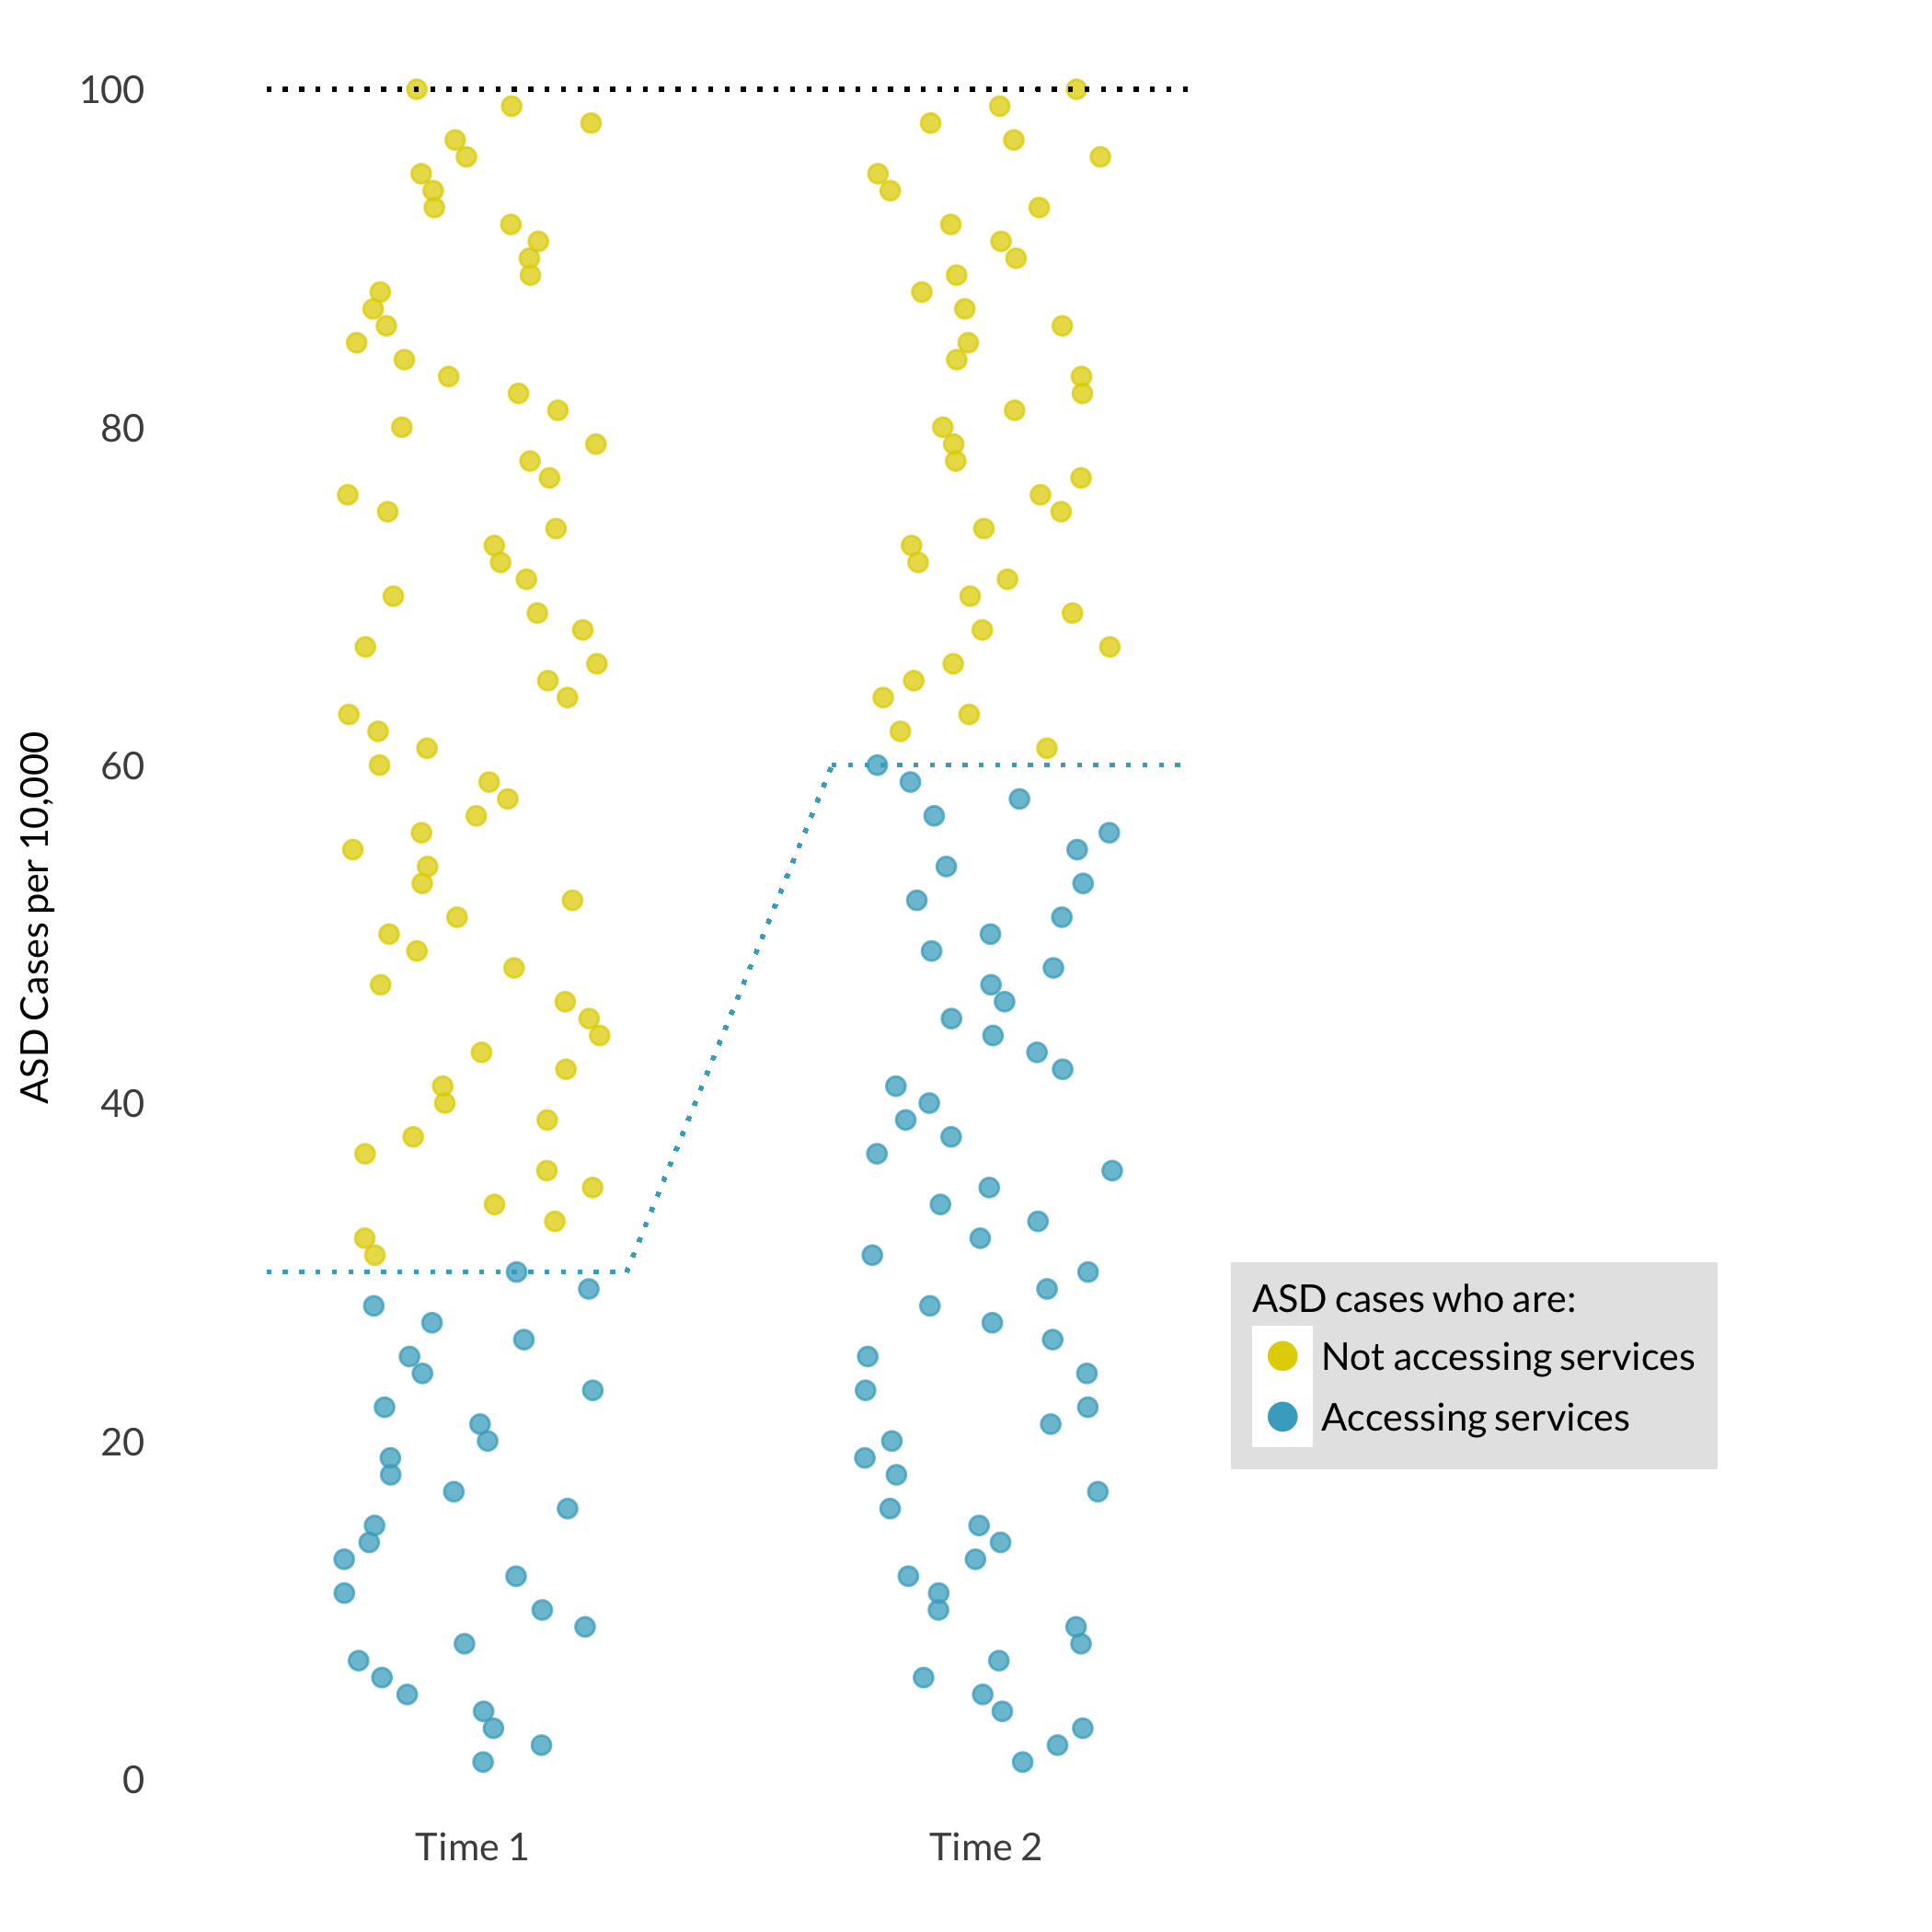 100
80
60
40
20
0
ASD Cases per 10,000
Time 1
Time 2
ASD cases who are:
Not accessing services
Accessing services